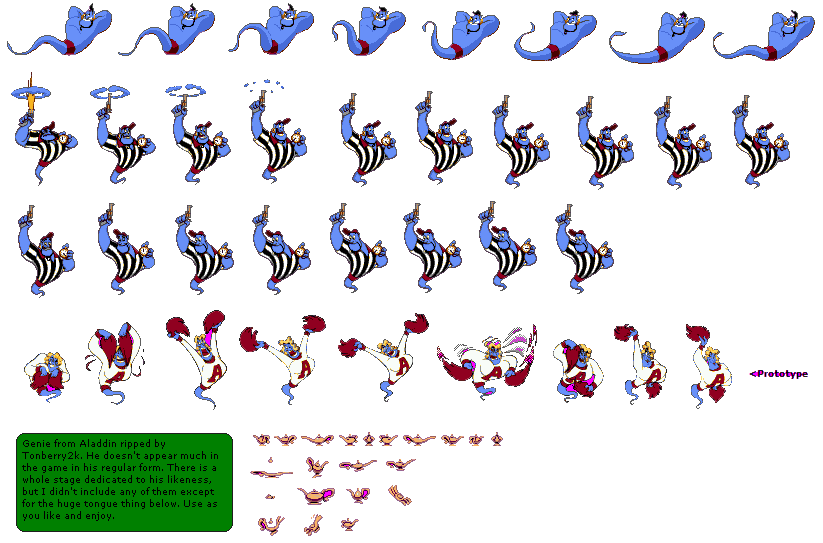 A A A A A A A A
◄Prototype
Genie from Aladdin ripped by
Tonberry2k. He doesn't appear much in
the game in his regular form. There is a
whole stage dedicated to his likeness,
but I didn't include any of them except
for the huge tongue thing below. Use as
you like and enjoy.